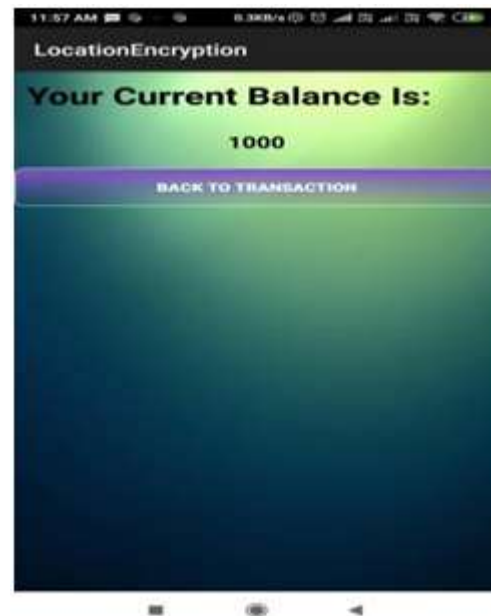 11:57 AM
LocationEncryption
Your Current Balance Is:
1000
BACK TO TRANSACTION